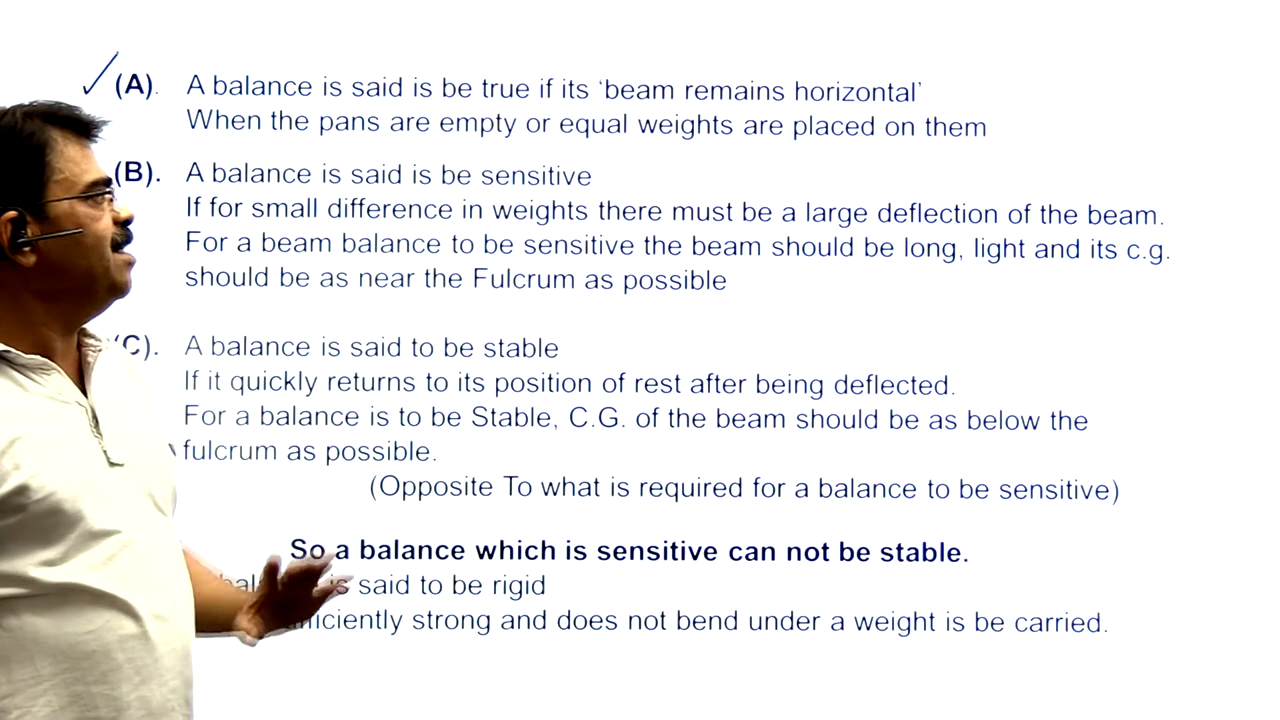 (A). A balance is said is be true if its ‘beam remains horizontal’
When the pans are empty or equal weights are placed on them
(B). A balance is said is be sensitive
If for small difference in weights there must be a large deflection of the beam.
For a beam balance to be sensitive the beam should be long, light and its c.g.
should be as near the Fulcrum as possible
(C). A balance is said to be stable
If it quickly returns to its position of rest after being deflected.
For a balance is to be Stable, C.G. of the beam should be as below the
fulcrum as possible.
(Opposite To what is required for a balance to be sensitive)
So a balance which is sensitive can not be stable.
is said to be rigid
strong and does not bend under a weight is be carried.